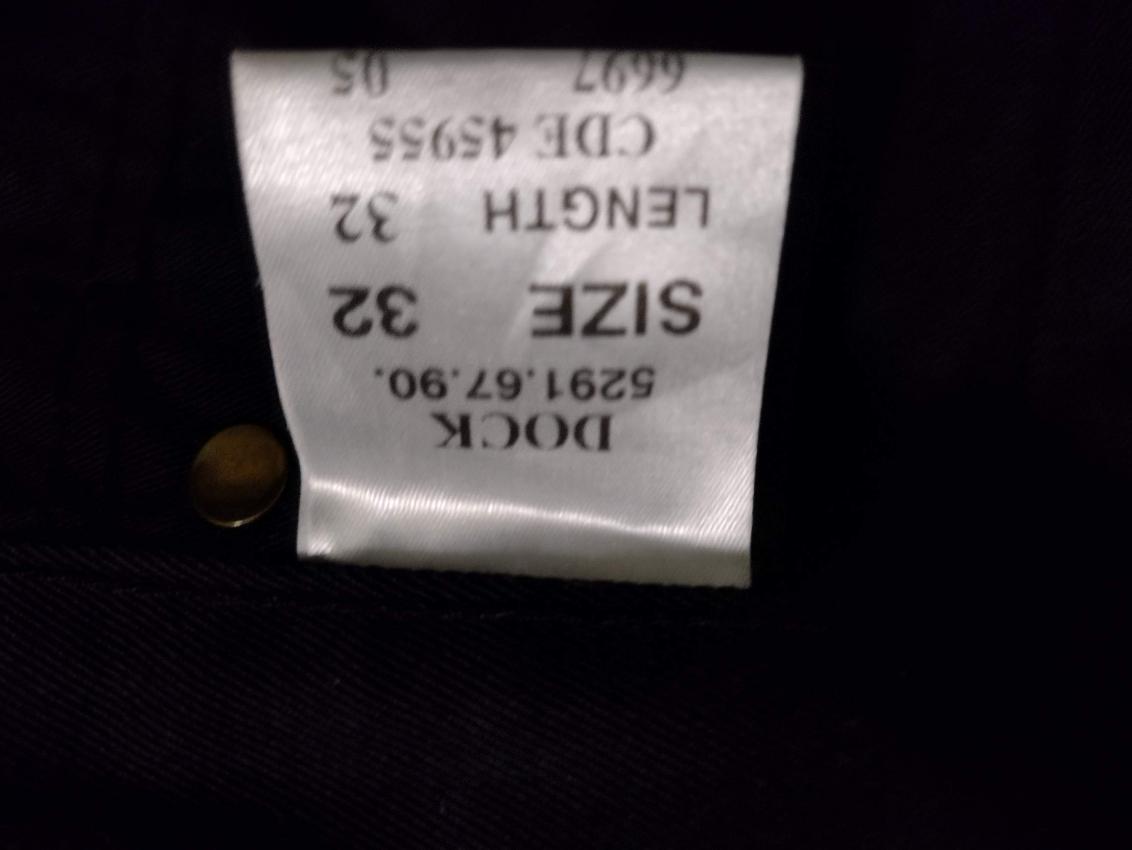 DOCK
5291.67.90.
SIZE 32
LENGTH 32
CDE 45955
6697 05